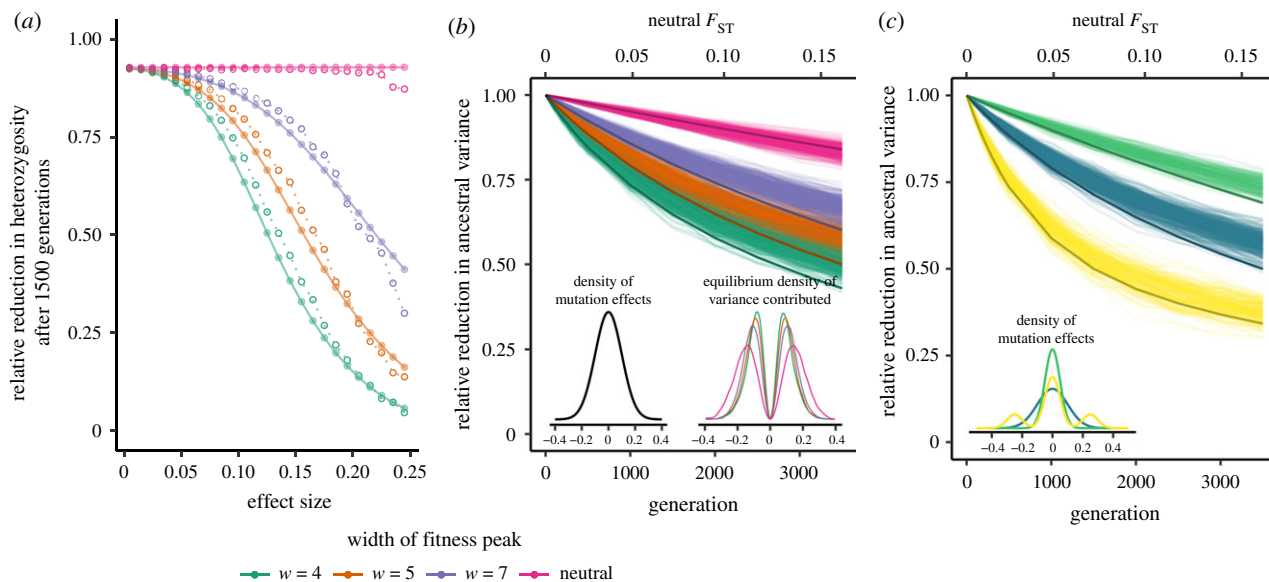 (a)
relative reduction in heterozygosity
after 1500 generations
1.00
0.75
0.50
0.25
0
0
0.05
0.10
0.15
0.20
0.25
effect size
(b)
neutral FST
0
0.05
0.10
0.15
relative reduction in ancestral variance
1.00
0.75
0.50
0.25
0
density of
mutation effects
−0.4 −0.2 0 0.2 0.4
equilibrium density of
variance contributed
−0.4 −0.2 0 0.2 0.4
0
1000
2000
3000
generation
(c)
neutral FST
0
0.05
0.10
0.15
relative reduction in ancestral variance
1.00
0.75
0.50
0.25
0
density of
mutation effects
−0.4 −0.2 0 0.2 0.4
0
1000
2000
3000
generation
width of fitness peak
w = 4 w = 5 w = 7 neutral